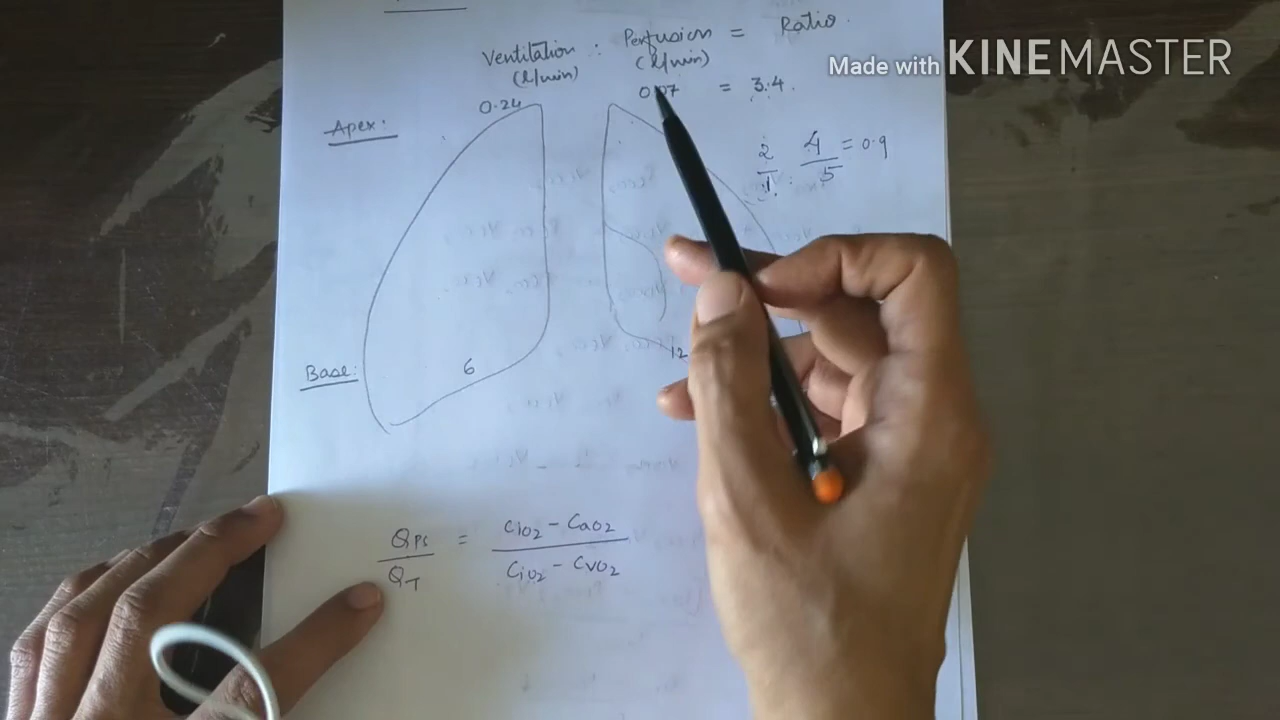 Ventilation : Perfusion = Ratio.
(l/min) (l/min)
Made with KINEMASTER
0.24 0.07 = 3.4
Apex:
2/1 4/5 = 0.9
Base: 6 12
QPS/QT = CiO2 - CaO2 / CiO2 - CVO2